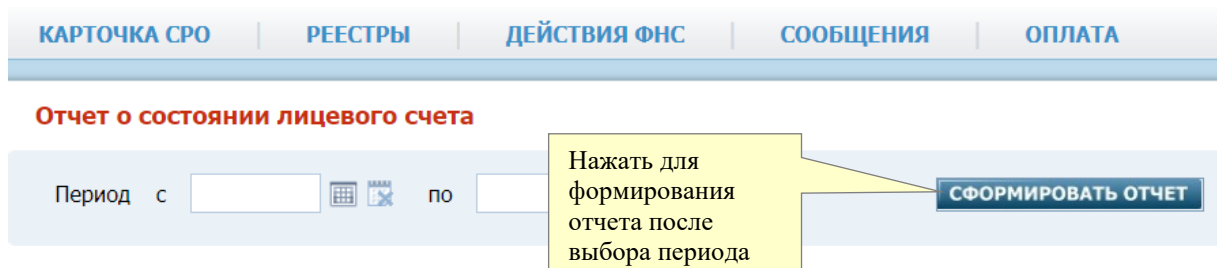 КАРТОЧКА СРО РЕЕСТРЫ ДЕЙСТВИЯ ФНС СООБЩЕНИЯ ОПЛАТА
Отчет о состоянии лицевого счета
Период с по
Нажать для
формирования
отчета после
выбора периода
СФОРМИРОВАТЬ ОТЧЕТ